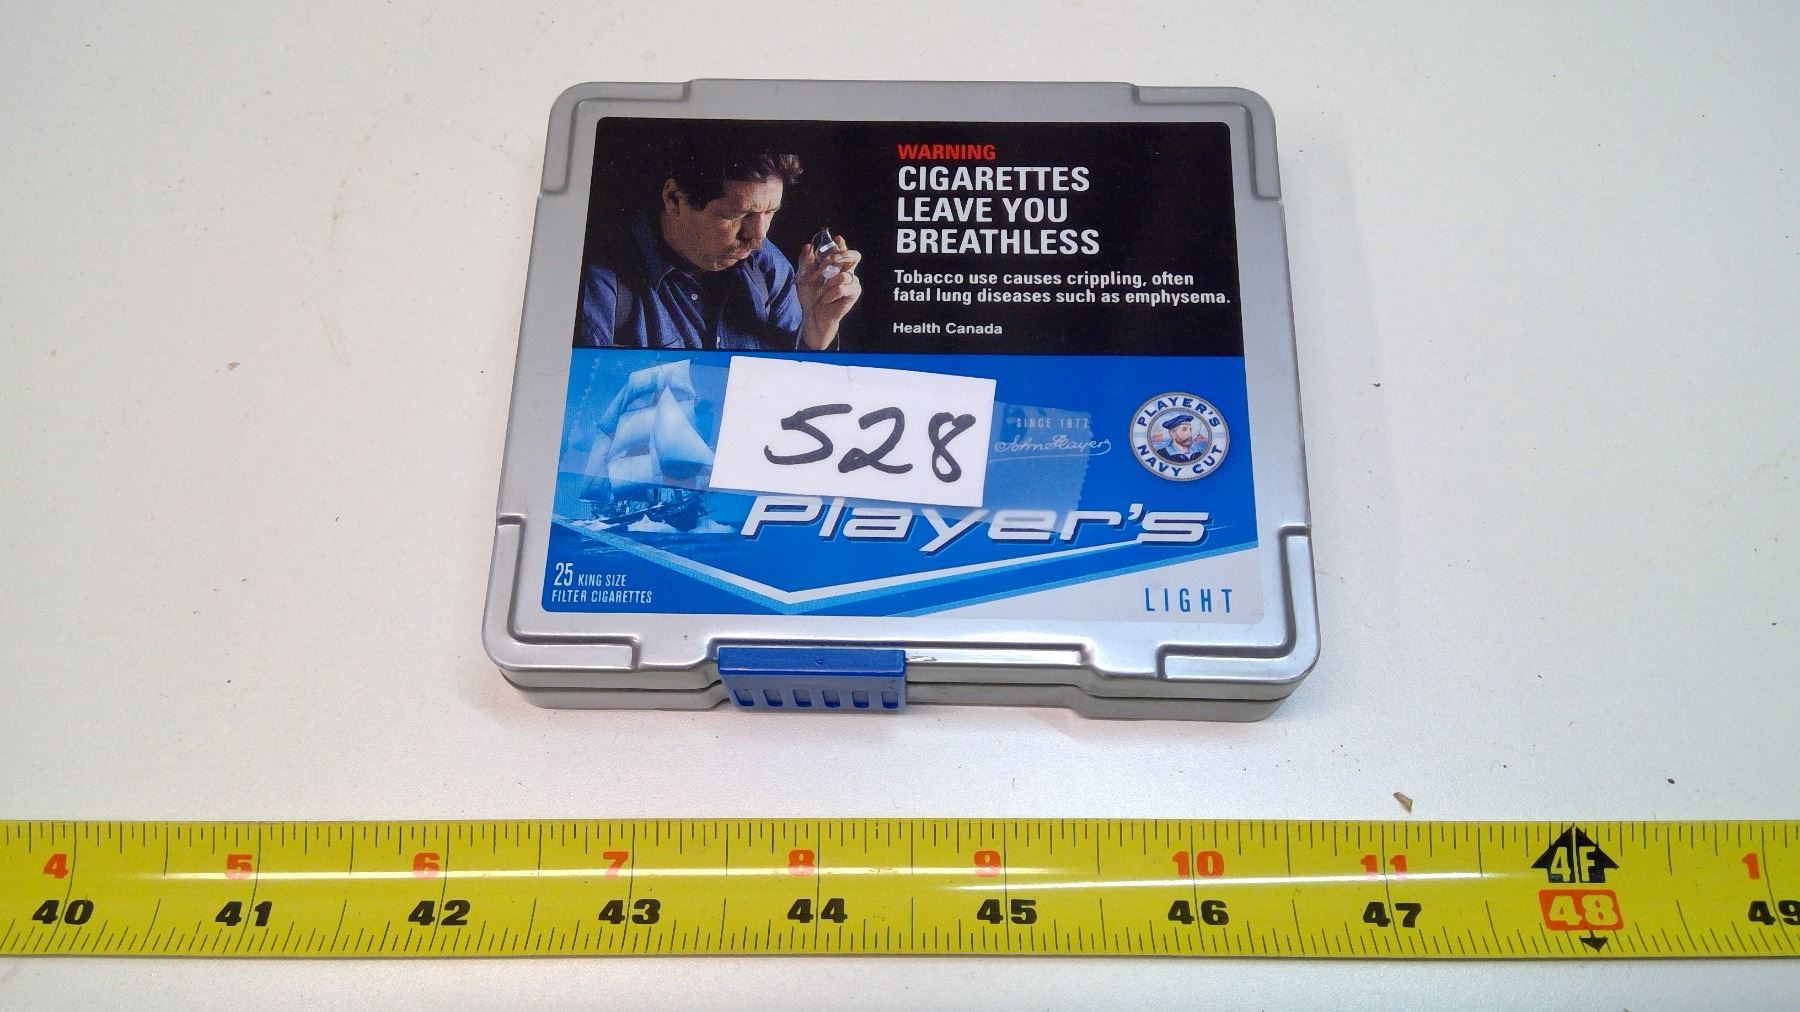 WARNING
CIGARETTES
LEAVE YOU
BREATHLESS
Tobacco use causes crippling, often
fatal lung diseases such as emphysema.
Health Canada
528
SINCE 1877
John Player
PLAYER'S
NAVY CUT
Player's
25 KING SIZE
FILTER CIGARETTES
LIGHT
4 5 6 7 8 9 10 11 4F 1
40 41 42 43 44 45 46 47 48 49